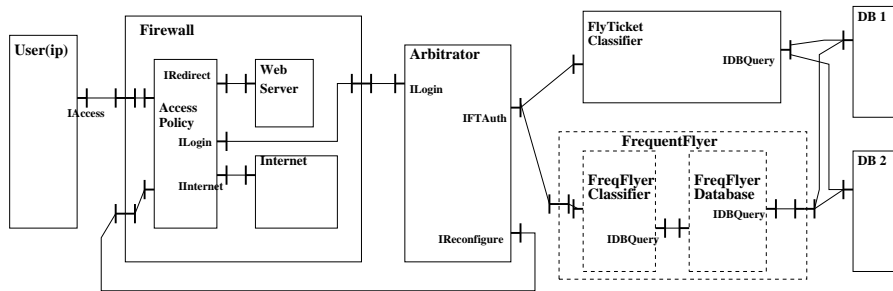 User(ip)
IAccess
Firewall
IRedirect
Access
Policy
ILogin
IInternet
Web
Server
Internet
Arbitrator
ILogin
IFTAuth
IReconfigure
FlyTicket
Classifier
IDBQuery
FrequentFlyer
FreqFlyer
Classifier
IDBQuery
FreqFlyer
Database
IDBQuery
DB 1
DB 2